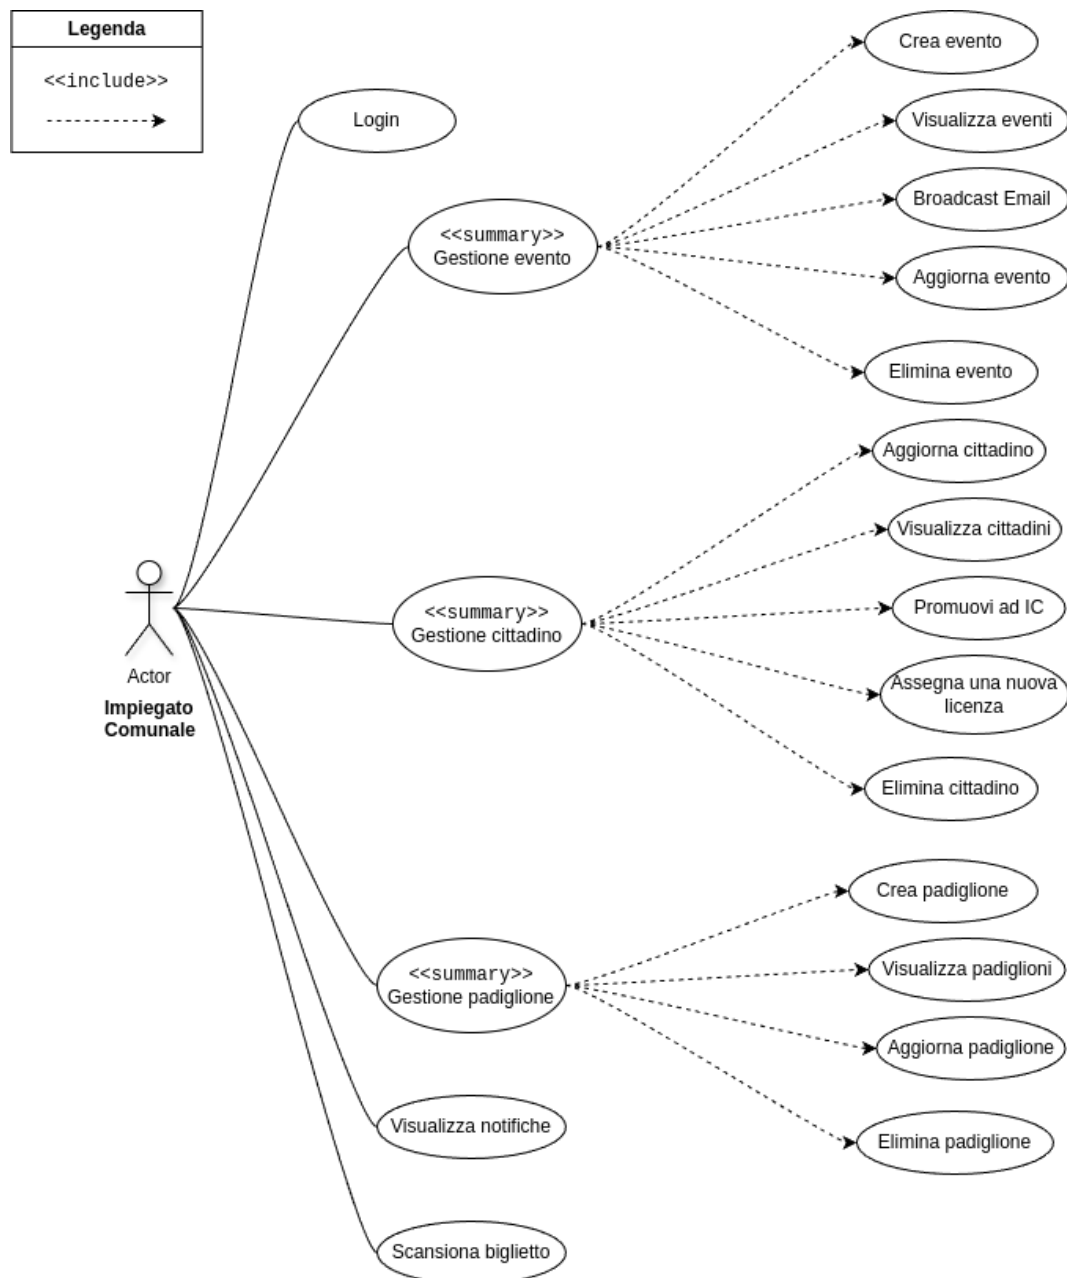 Legenda
<<include>>
Login
<<summary>>
Gestione evento
Crea evento
Visualizza eventi
Broadcast Email
Aggiorna evento
Elimina evento
Actor
Impiegato
Comunale
<<summary>>
Gestione cittadino
Aggiorna cittadino
Visualizza cittadini
Promuovi ad IC
Assegna una nuova
licenza
Elimina cittadino
<<summary>>
Gestione padiglione
Crea padiglione
Visualizza padiglioni
Aggiorna padiglione
Elimina padiglione
Visualizza notifiche
Scansiona biglietto